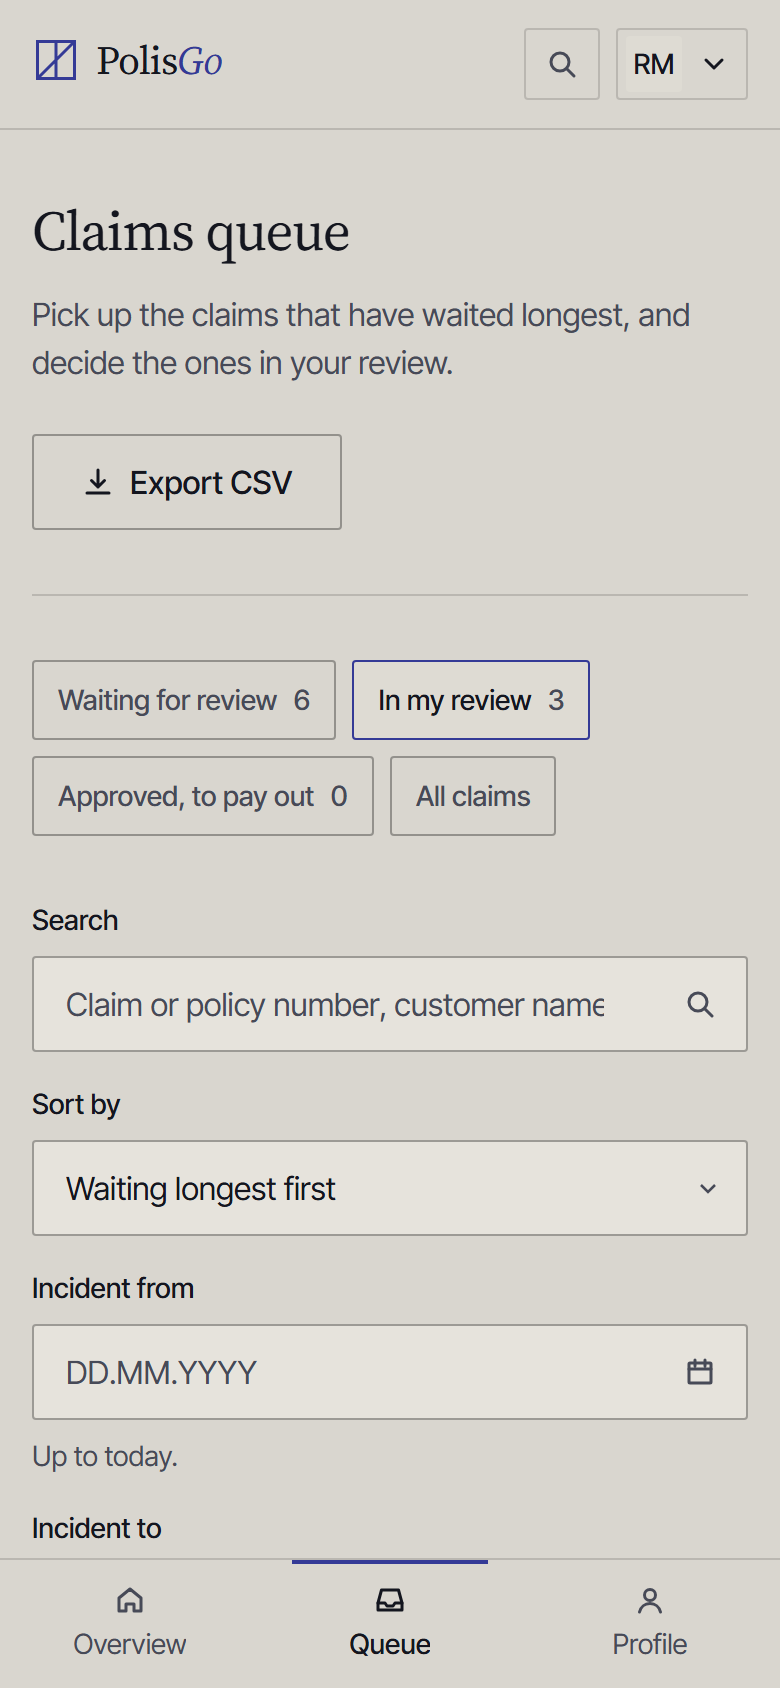 PolisGo
RM
Claims queue
Pick up the claims that have waited longest, and
decide the ones in your review.
Export CSV
Waiting for review 6
In my review 3
Approved, to pay out 0
All claims
Search
Claim or policy number, customer name
Sort by
Waiting longest first
Incident from
DD.MM.YYYY
Up to today.
Incident to
Overview
Queue
Profile